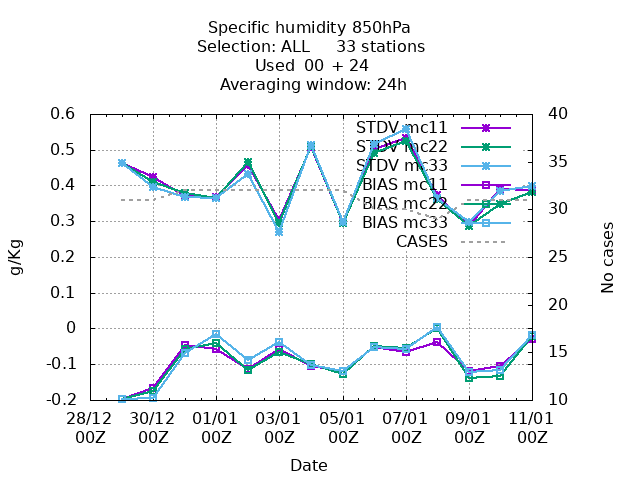 Specific humidity 850hPa
Selection: ALL 33 stations
Used 00 + 24
Averaging window: 24h
0.6
0.5
0.4
0.3
0.2
0.1
0
-0.1
-0.2
g/Kg
40
35
30
25
20
15
10
No cases
STDV mc11
STDV mc22
STDV mc33
BIAS mc11
BIAS mc22
BIAS mc33
CASES
28/12 30/12 01/01 03/01 05/01 07/01 09/01 11/01
00Z 00Z 00Z 00Z 00Z 00Z 00Z 00Z
Date